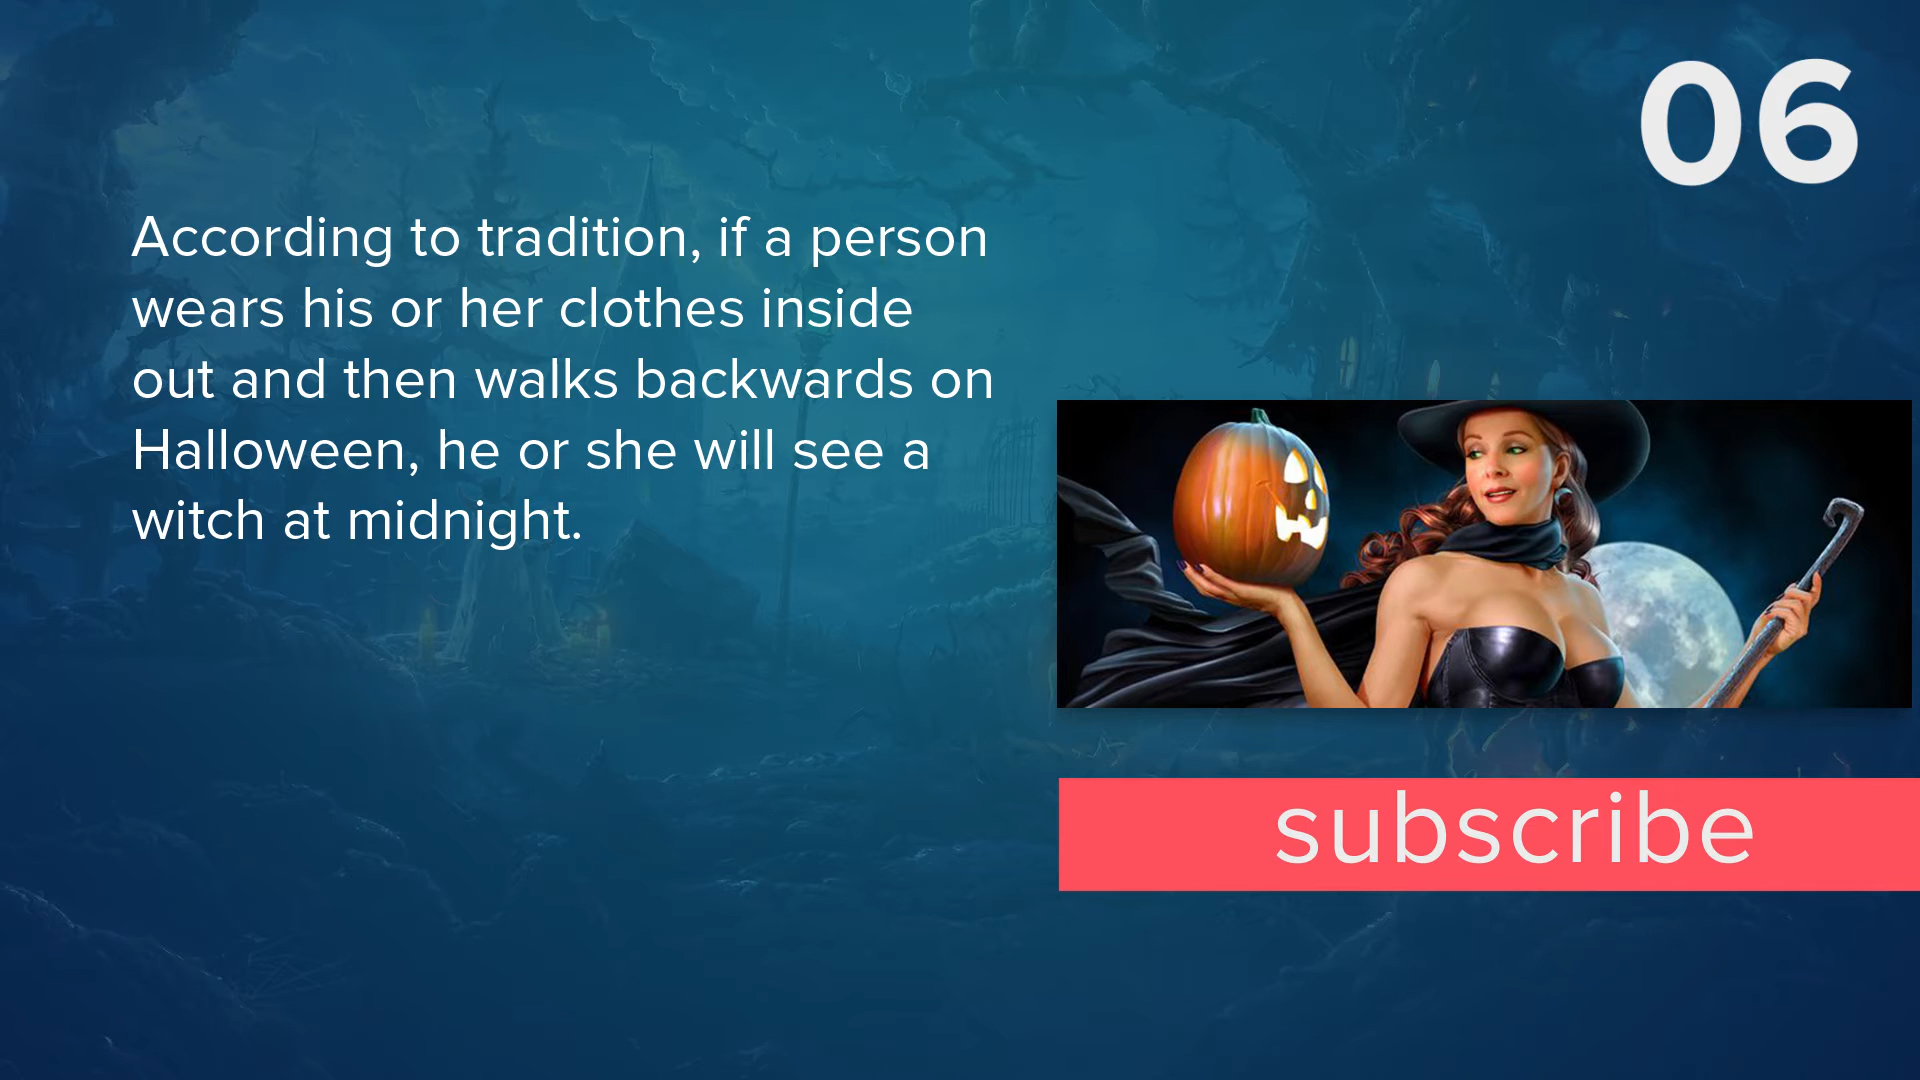 06
According to tradition, if a person
wears his or her clothes inside
out and then walks backwards on
Halloween, he or she will see a
witch at midnight.
subscribe